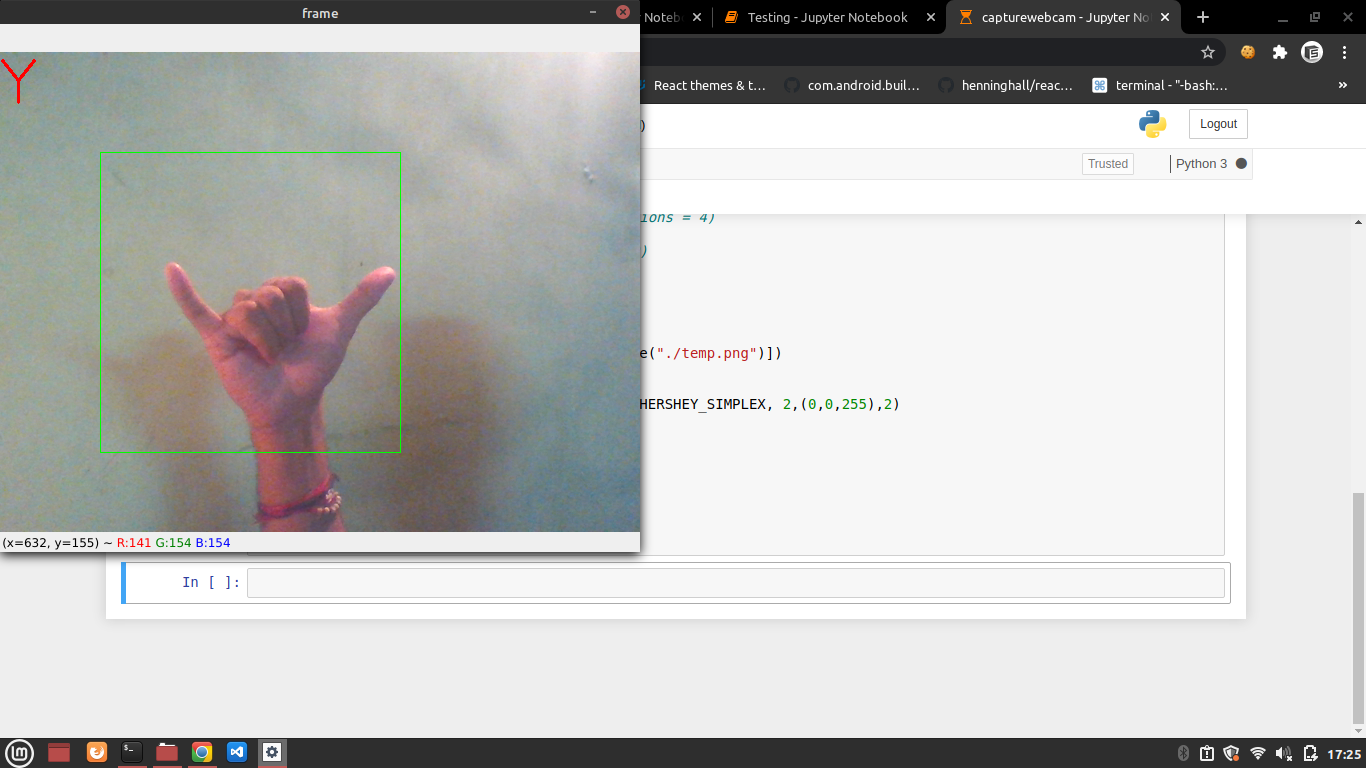 frame
Testing - Jupyter Notebook
capturewebcam - Jupyter No
React themes & t...
com.android.buil...
henninghall/reac...
terminal - "-bash:...
»
Y
)
Logout
Trusted
Python 3
ions = 4)
)
e("./temp.png")])
HERSHEY_SIMPLEX, 2,(0,0,255),2)
(x=632, y=155) ~ R:141 G:154 B:154
In [ ]:
17:25